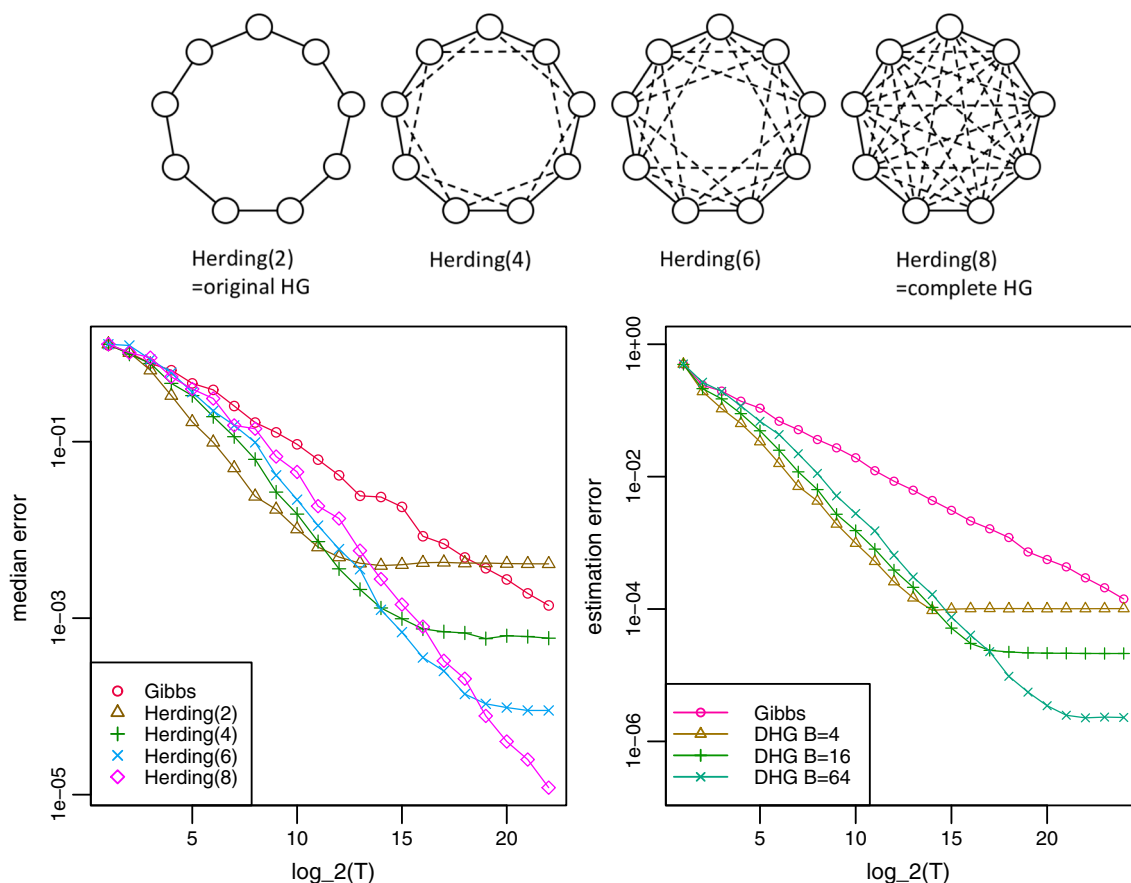 Herding(2)
=original HG
Herding(4)
Herding(6)
Herding(8)
=complete HG
median error
1e-01
1e-03
1e-05
Gibbs
Herding(2)
Herding(4)
Herding(6)
Herding(8)
5
10
15
20
log_2(T)
estimation error
1e+00
1e-02
1e-04
1e-06
Gibbs
DHG B=4
DHG B=16
DHG B=64
5
10
15
20
log_2(T)